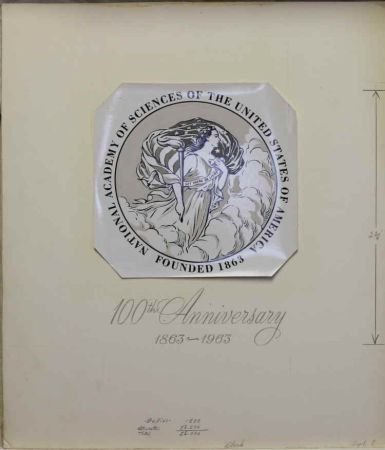 NATIONAL ACADEMY OF SCIENCES OF THE UNITED STATES OF AMERICA
FOUNDED 1863
100th Anniversary
1863~1963